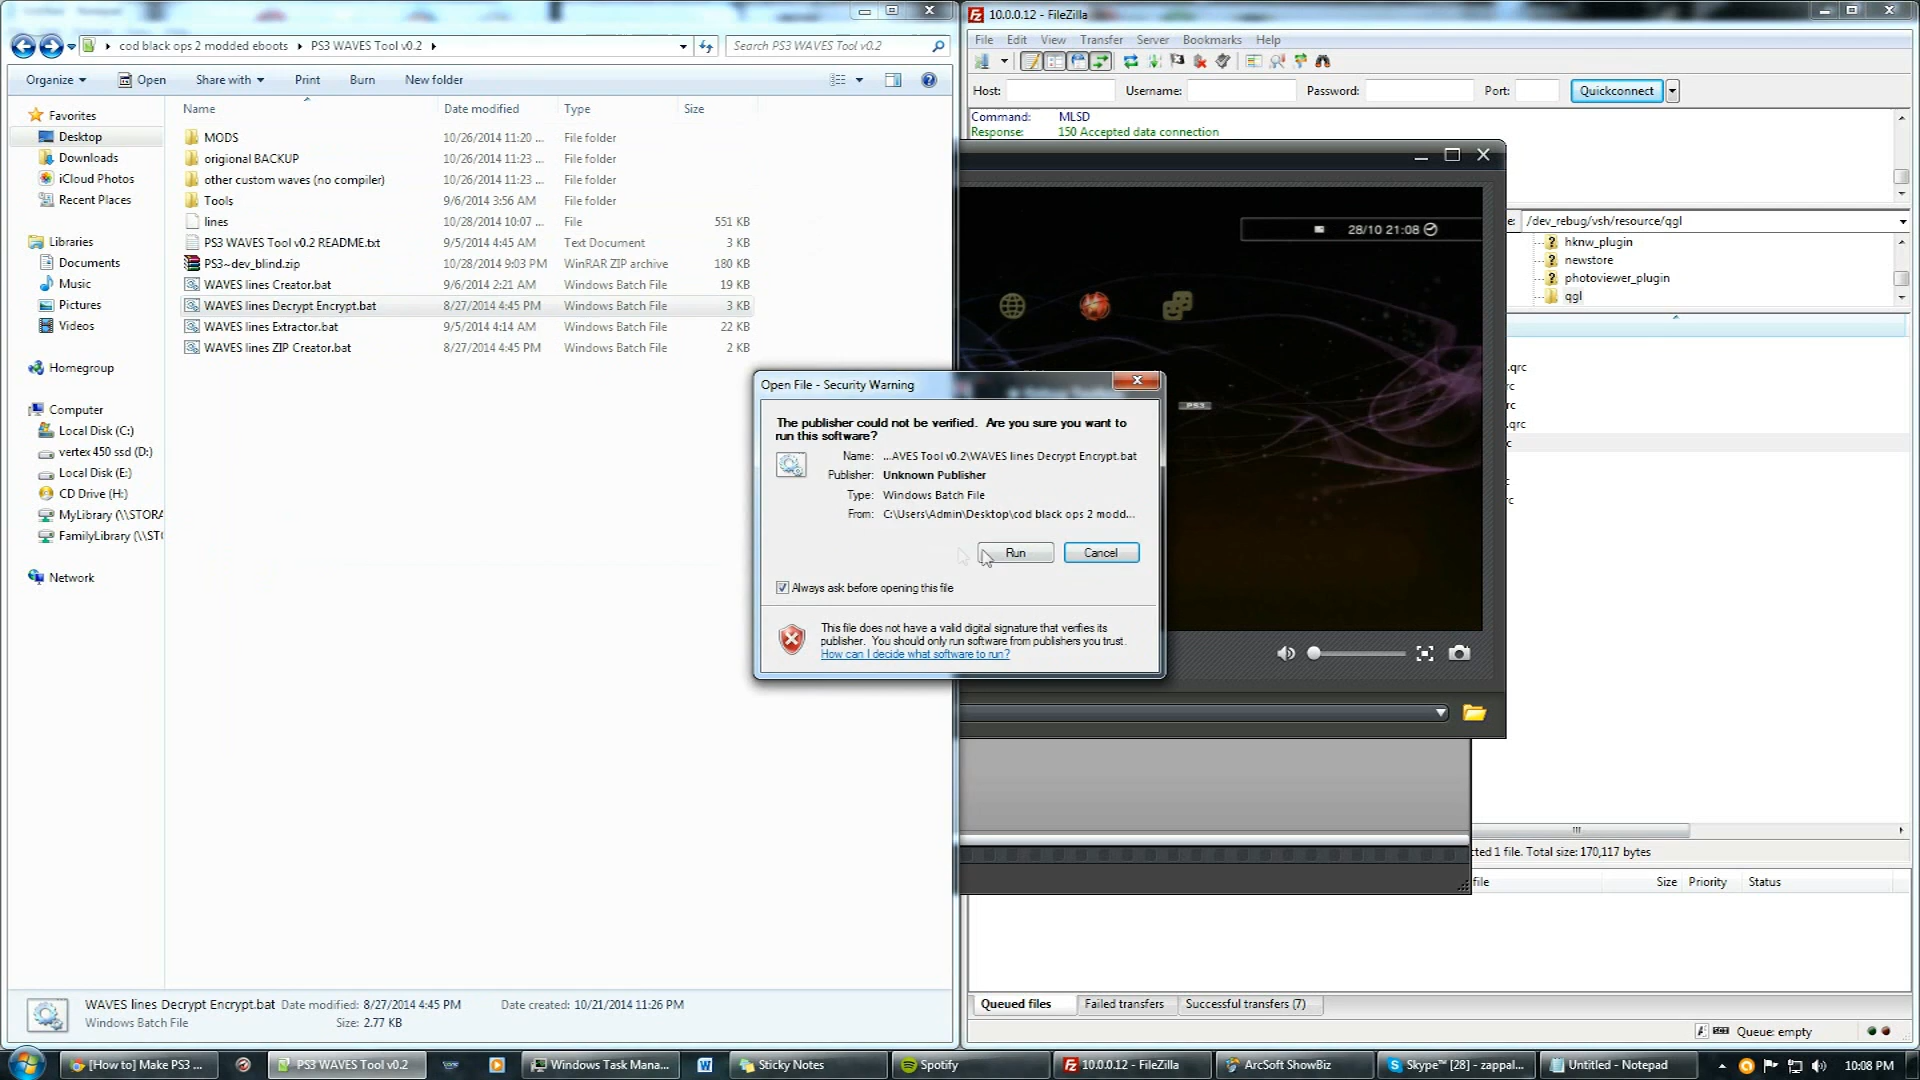 cod black ops 2 modded eboots
PS3 WAVES Tool v0.2
Search PS3 WAVES Tool v0.2
Organize
Open
Share with
Print
Burn
New folder
Favorites
Desktop
Downloads
iCloud Photos
Recent Places
Libraries
Documents
Music
Pictures
Videos
Homegroup
Computer
Local Disk (C:)
vertex 450 ssd (D:)
Local Disk (E:)
CD Drive (H:)
MyLibrary (\\STORA
FamilyLibrary (\\ST
Network
Name Date modified Type Size
MODS 10/26/2014 11:20 ... File folder
origional BACKUP 10/26/2014 11:23 ... File folder
other custom waves (no compiler) 10/26/2014 11:23 ... File folder
Tools 9/6/2014 3:56 AM File folder
lines 10/28/2014 10:07 ... File 551 KB
PS3 WAVES Tool v0.2 README.txt 9/5/2014 4:45 AM Text Document 3 KB
PS3~dev_blind.zip 10/28/2014 9:03 PM WinRAR ZIP archive 180 KB
WAVES lines Creator.bat 9/6/2014 2:21 AM Windows Batch File 19 KB
WAVES lines Decrypt Encrypt.bat 8/27/2014 4:45 PM Windows Batch File 3 KB
WAVES lines Extractor.bat 9/5/2014 4:14 AM Windows Batch File 22 KB
WAVES lines ZIP Creator.bat 8/27/2014 4:45 PM Windows Batch File 2 KB
WAVES lines Decrypt Encrypt.bat Date modified: 8/27/2014 4:45 PM Date created: 10/21/2014 11:26 PM
Windows Batch File Size: 2.77 KB
10.0.0.12 - FileZilla
File Edit View Transfer Server Bookmarks Help
Host: Username: Password: Port: Quickconnect
Command: MLSD
Response: 150 Accepted data connection
e: /dev_rebug/vsh/resource/qgl
hknw_plugin
newstore
photoviewer_plugin
qgl
.qrc
rc
rc
.qrc
c
c
rc
28/10 21:08
PS3
Open File - Security Warning
The publisher could not be verified. Are you sure you want to
run this software?
Name: ...AVES Tool v0.2\WAVES lines Decrypt Encrypt.bat
Publisher: Unknown Publisher
Type: Windows Batch File
From: C:\Users\Admin\Desktop\cod black ops 2 modd...
Run
Cancel
Always ask before opening this file
This file does not have a valid digital signature that verifies its
publisher. You should only run software from publishers you trust.
How can I decide what software to run?
cted 1 file. Total size: 170,117 bytes
file Size Priority Status
Queued files
Failed transfers
Successful transfers (7)
Queue: empty
[How to] Make PS3 ...
PS3 WAVES Tool v0.2
Windows Task Mana...
Sticky Notes
Spotify
10.0.0.12 - FileZilla
ArcSoft ShowBiz
Skype™ [28] - zappal...
Untitled - Notepad
10:08 PM